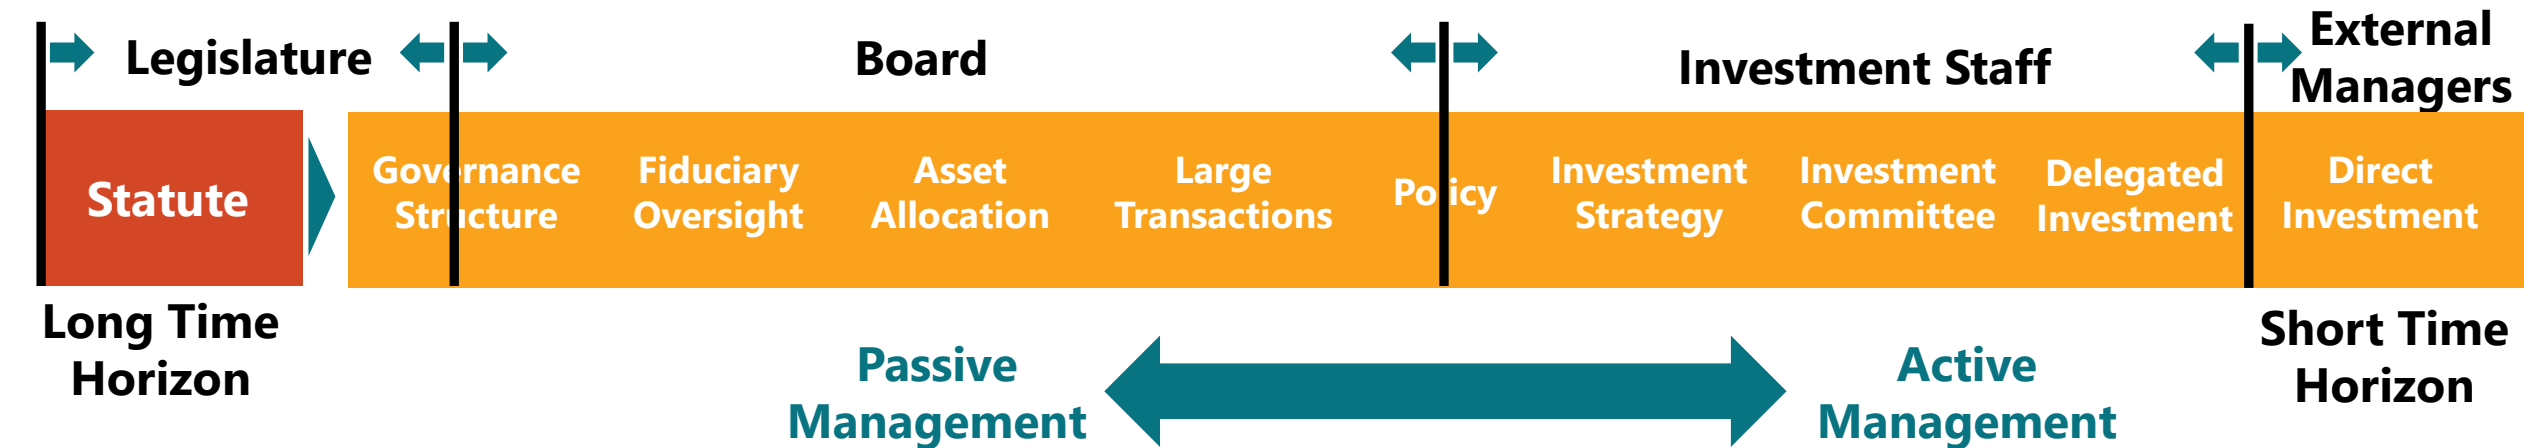 Legislature
Board
Investment Staff
External
Managers
Statute
Governance
Structure
Fiduciary
Oversight
Asset
Allocation
Large
Transactions
Policy
Investment
Strategy
Investment
Committee
Delegated
Investment
Direct
Investment
Long Time
Horizon
Passive
Management
Active
Management
Short Time
Horizon